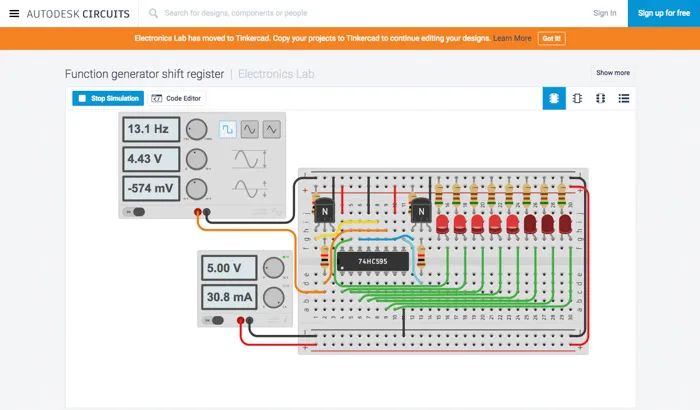 AUTODESK CIRCUITS
Search for designs, components or people
Sign In
Sign up for free
Electronics Lab has moved to Tinkercad. Copy your projects to Tinkercad to continue editing your designs. Learn More
Got it!
Function generator shift register | Electronics Lab
Show more
Stop Simulation
Code Editor
13.1 Hz
4.43 V
-574 mV
5.00 V
30.8 mA
N
N
74HC595